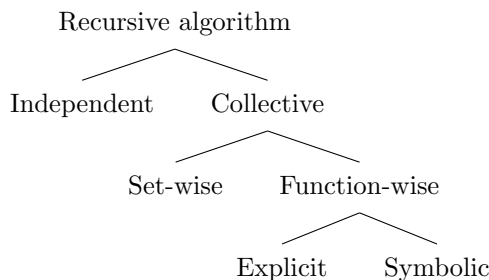 Recursive algorithm
Independent Collective
Set-wise Function-wise
Explicit Symbolic